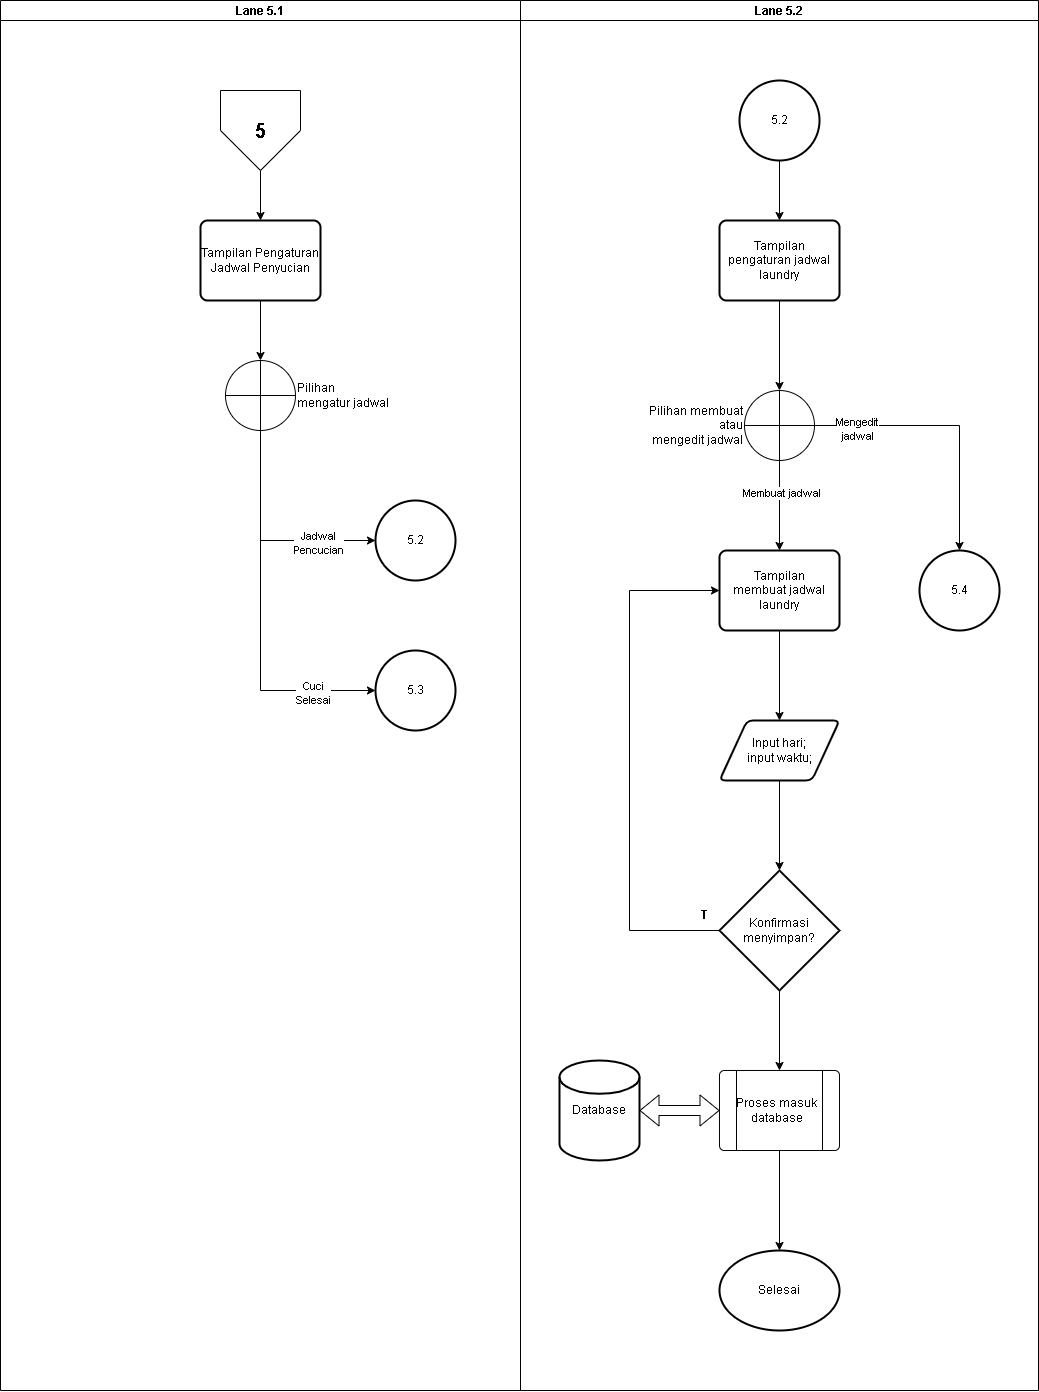 Lane 5.1
Lane 5.2
5
Tampilan Pengaturan
Jadwal Penyucian
Pilihan
mengatur jadwal
Jadwal
Pencucian
5.2
Cuci
Selesai
5.3
5.2
Tampilan
pengaturan jadwal
laundry
Pilihan membuat
atau
mengedit jadwal
Mengedit
jadwal
Membuat jadwal
Tampilan
membuat jadwal
laundry
5.4
Input hari;
input waktu;
T
Konfirmasi
menyimpan?
Database
Proses masuk
database
Selesai